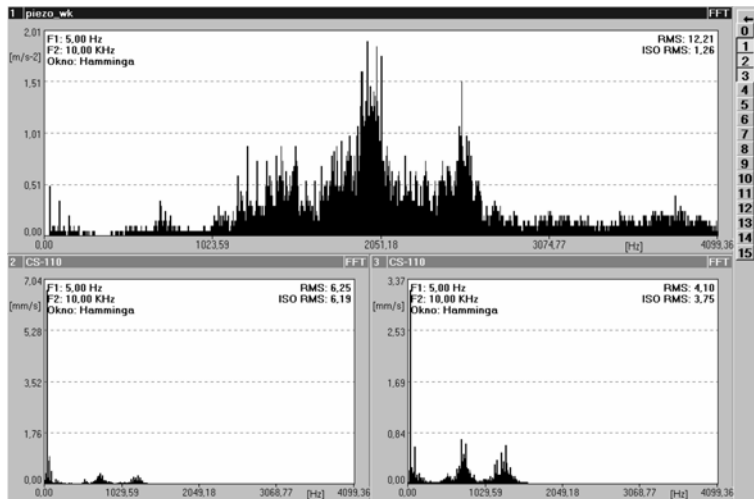 1 piezo_wk FFT
2,01
F1: 5,00 Hz RMS: 12,21
[m/s-2] F2: 10,00 KHz ISO RMS: 1,26
Okno: Hamminga
1,51
1,01
0,51
0,00
0.00 1023,59 2051,18 3074,77 [Hz] 4099,36
←
0
1
2
3
4
5
6
7
8
9
10
11
12
13
14
15
2 CS-110 FFT
7,04
F1: 5,00 Hz RMS: 6,25
[mm/s] F2: 10,00 KHz ISO RMS: 6,19
Okno: Hamminga
5,28
3,52
1,76
0,00
0.00 1029,59 2049,18 3068,77 [Hz] 4099,36
3 CS-110 FFT
3,37
F1: 5,00 Hz RMS: 4,10
[mm/s] F2: 10,00 KHz ISO RMS: 3,75
Okno: Hamminga
2,53
1,69
0,84
0,00
0.00 1029,59 2049,18 3068,77 [Hz] 4099,36